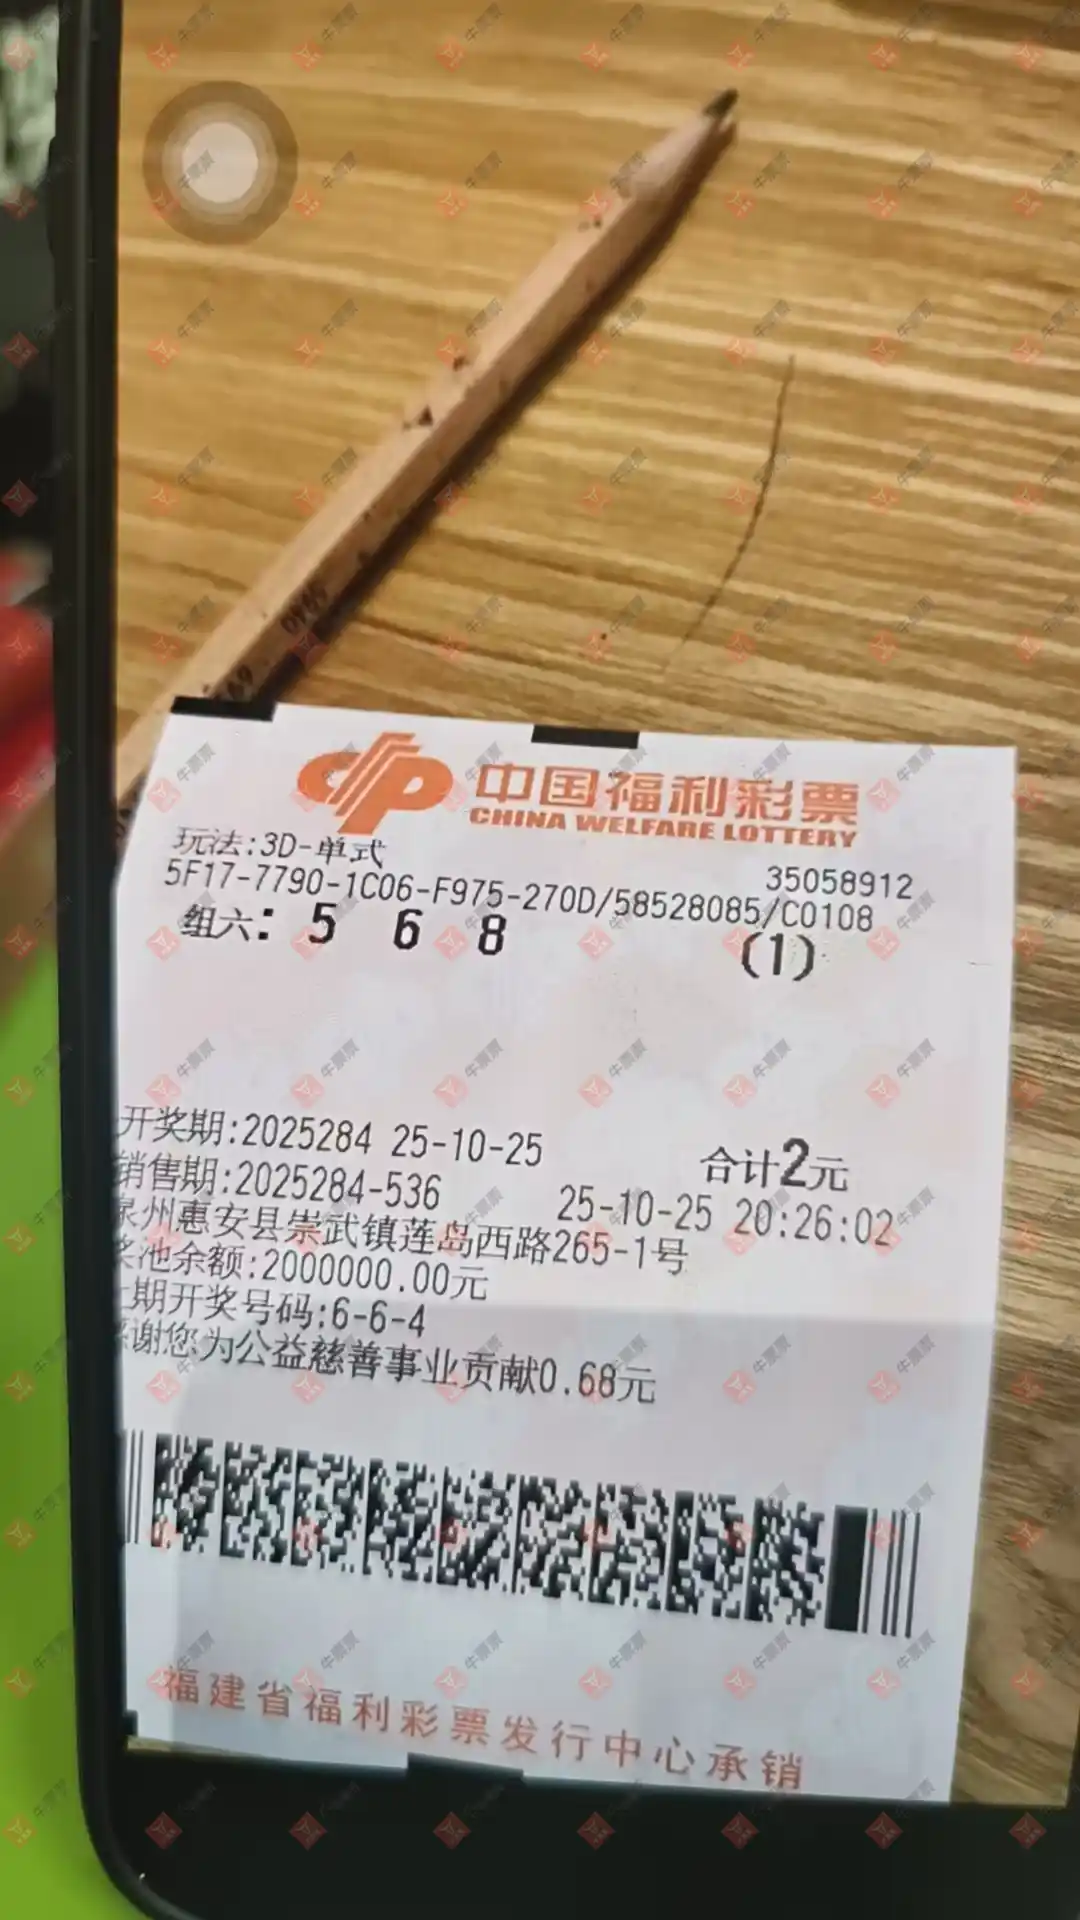 中国福利彩票
CHINA WELFARE LOTTERY
玩法:3D-单式
35058912
5F17-7790-1C06-F975-270D/58528085/C0108
组六: 5 6 8 (1)
开奖期:2025284 25-10-25 合计2元
销售期:2025284-536 25-10-25 20:26:02
泉州惠安县崇武镇莲岛西路265-1号
奖池余额:2000000.00元
上期开奖号码:6-6-4
感谢您为公益慈善事业贡献0.68元
福建省福利彩票发行中心承销
牛票票